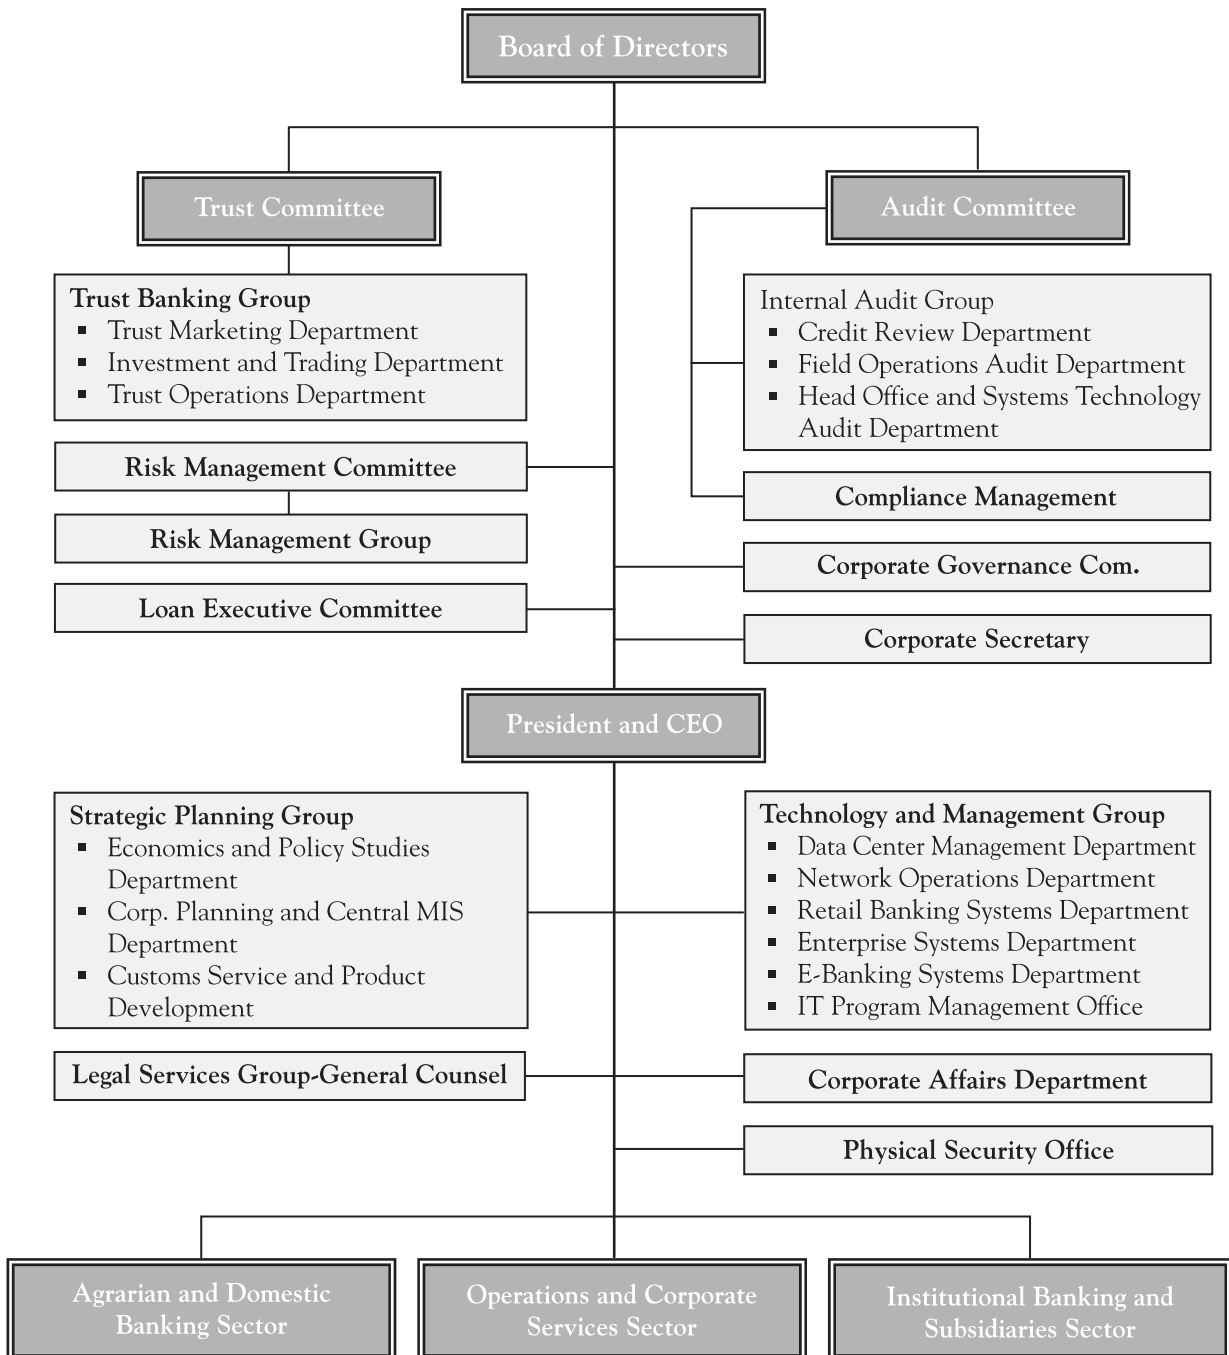 Board of Directors
Trust Committee
Audit Committee
Trust Banking Group
▪ Trust Marketing Department
▪ Investment and Trading Department
▪ Trust Operations Department
Internal Audit Group
▪ Credit Review Department
▪ Field Operations Audit Department
▪ Head Office and Systems Technology
Audit Department
Risk Management Committee
Compliance Management
Risk Management Group
Corporate Governance Com.
Loan Executive Committee
Corporate Secretary
President and CEO
Strategic Planning Group
▪ Economics and Policy Studies
Department
▪ Corp. Planning and Central MIS
Department
▪ Customs Service and Product
Development
Technology and Management Group
▪ Data Center Management Department
▪ Network Operations Department
▪ Retail Banking Systems Department
▪ Enterprise Systems Department
▪ E-Banking Systems Department
▪ IT Program Management Office
Legal Services Group-General Counsel
Corporate Affairs Department
Physical Security Office
Agrarian and Domestic
Banking Sector
Operations and Corporate
Services Sector
Institutional Banking and
Subsidiaries Sector